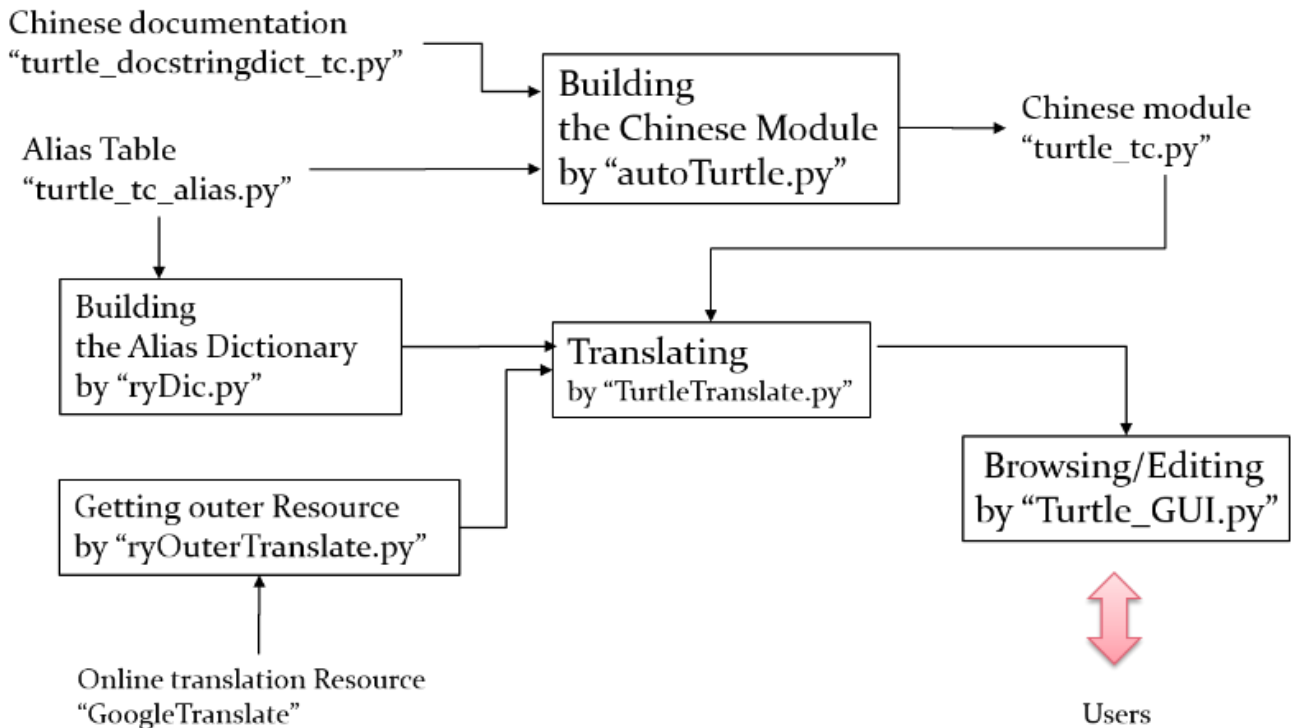 Chinese documentation
“turtle_docstringdict_tc.py”
Alias Table
“turtle_tc_alias.py”
Building
the Chinese Module
by “autoTurtle.py”
Chinese module
“turtle_tc.py”
Building
the Alias Dictionary
by “ryDic.py”
Translating
by “TurtleTranslate.py”
Getting outer Resource
by “ryOuterTranslate.py”
Browsing/Editing
by “Turtle_GUI.py”
Online translation Resource
“GoogleTranslate”
Users